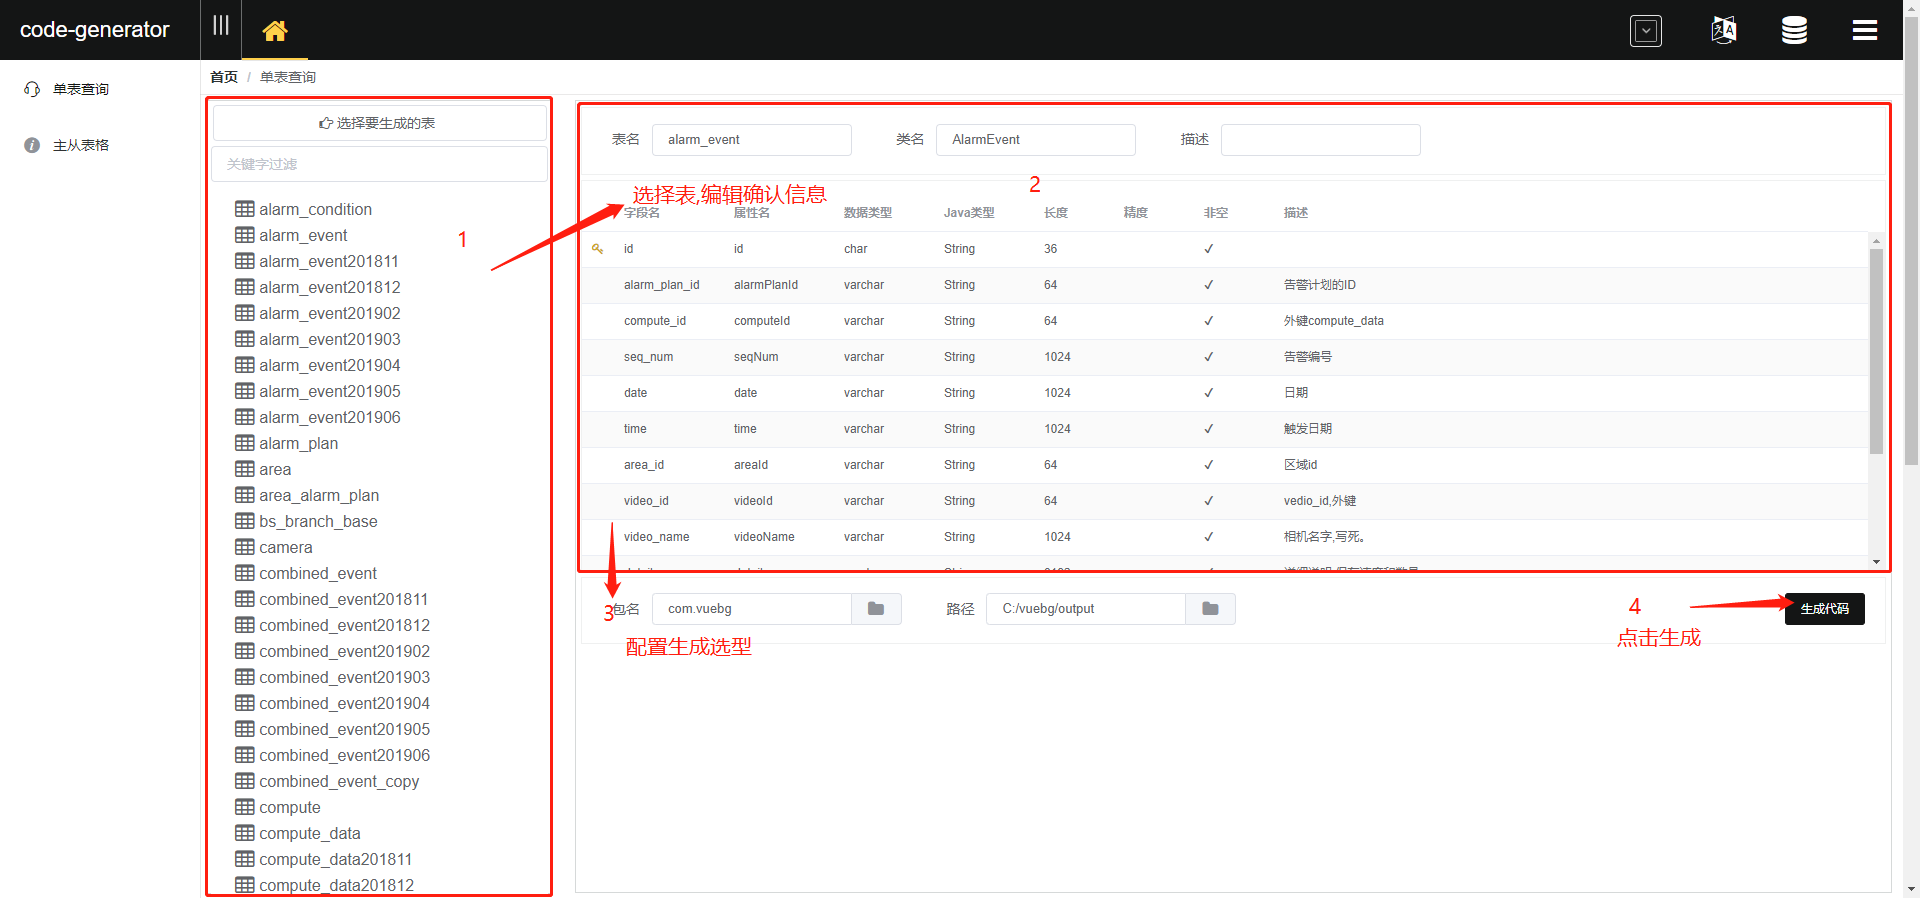 code-generator
首页 / 单表查询
单表查询
主从表格
选择要生成的表
关键字过滤
alarm_condition
alarm_event
alarm_event201811
alarm_event201812
alarm_event201902
alarm_event201903
alarm_event201904
alarm_event201905
alarm_event201906
alarm_plan
area
area_alarm_plan
bs_branch_base
camera
combined_event
combined_event201811
combined_event201812
combined_event201902
combined_event201903
combined_event201904
combined_event201905
combined_event201906
combined_event_copy
compute
compute_data
compute_data201811
compute_data201812
1
表名 alarm_event 类名 AlarmEvent 描述
选择表,编辑确认信息
2
字段名 属性名 数据类型 Java类型 长度 精度 非空 描述
id id char String 36 ✓
alarm_plan_id alarmPlanId varchar String 64 ✓ 告警计划的ID
compute_id computeId varchar String 64 ✓ 外键compute_data
seq_num seqNum varchar String 1024 ✓ 告警编号
date date varchar String 1024 ✓ 日期
time time varchar String 1024 ✓ 触发日期
area_id areaId varchar String 64 ✓ 区域id
video_id videoId varchar String 64 ✓ vedio_id,外键
video_name videoName varchar String 1024 ✓ 相机名字,写死。
3
包名 com.vuebg 路径 C:/vuebg/output
4
生成代码
配置生成选型
点击生成